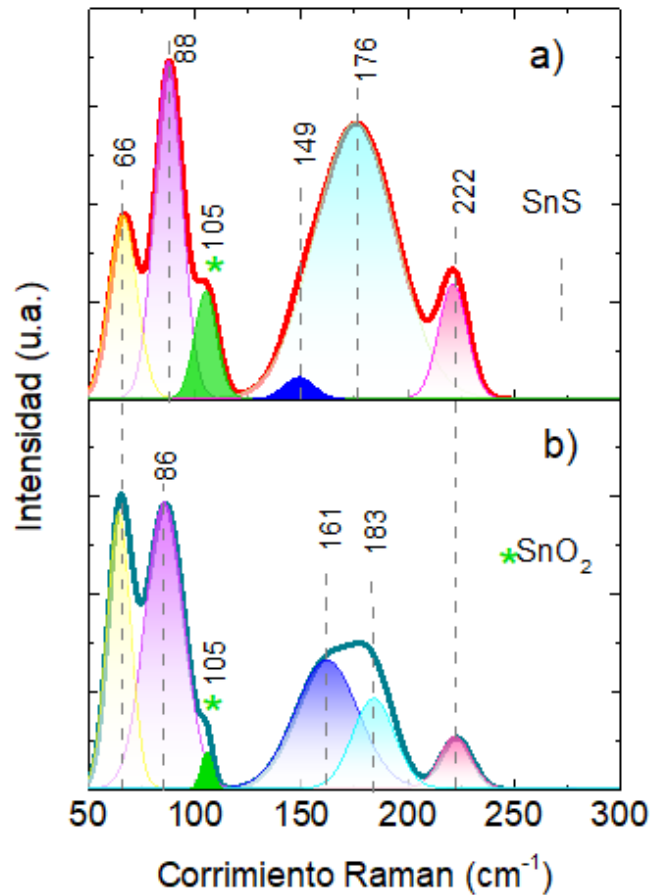 a)
66
88
*105
149
176
222
SnS
Intensidad (u.a.)
b)
86
*105
161
183
*SnO₂
50 100 150 200 250 300
Corrimiento Raman (cm⁻¹)